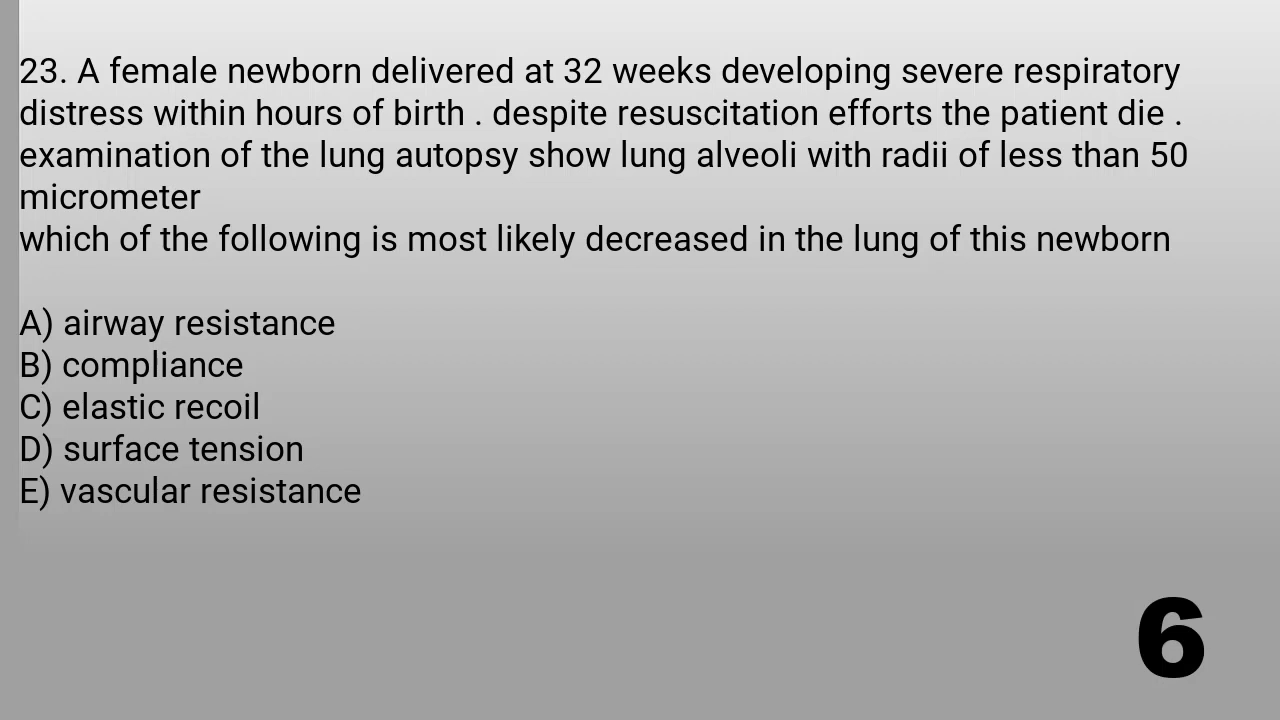 23. A female newborn delivered at 32 weeks developing severe respiratory
distress within hours of birth . despite resuscitation efforts the patient die .
examination of the lung autopsy show lung alveoli with radii of less than 50
micrometer
which of the following is most likely decreased in the lung of this newborn
A) airway resistance
B) compliance
C) elastic recoil
D) surface tension
E) vascular resistance
6